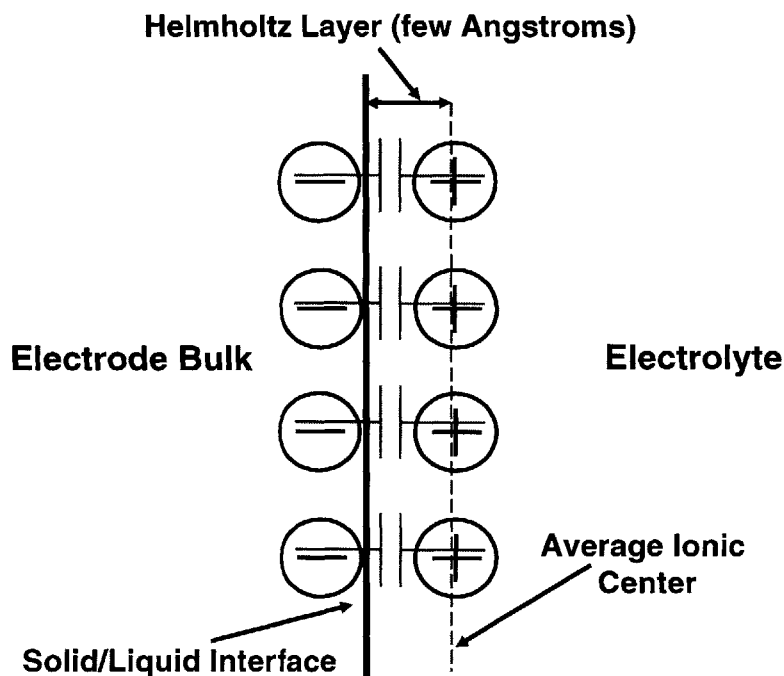 Helmholtz Layer (few Angstroms)
Electrode Bulk
Electrolyte
Average Ionic
Center
Solid/Liquid Interface